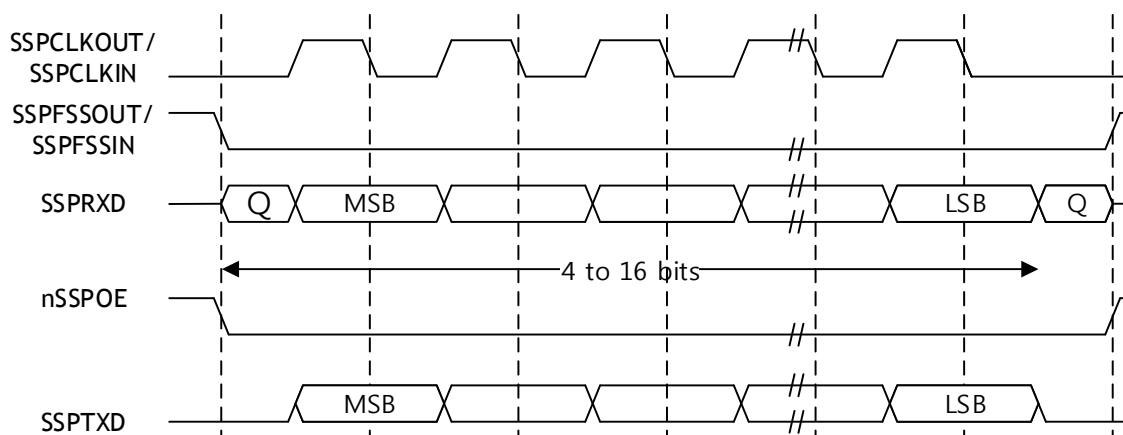 SSPCLKOUT/
SSPCLKIN
SSPFSSOUT/
SSPFSSIN
SSPRXD Q MSB LSB Q
4 to 16 bits
nSSPOE
SSPTXD MSB LSB